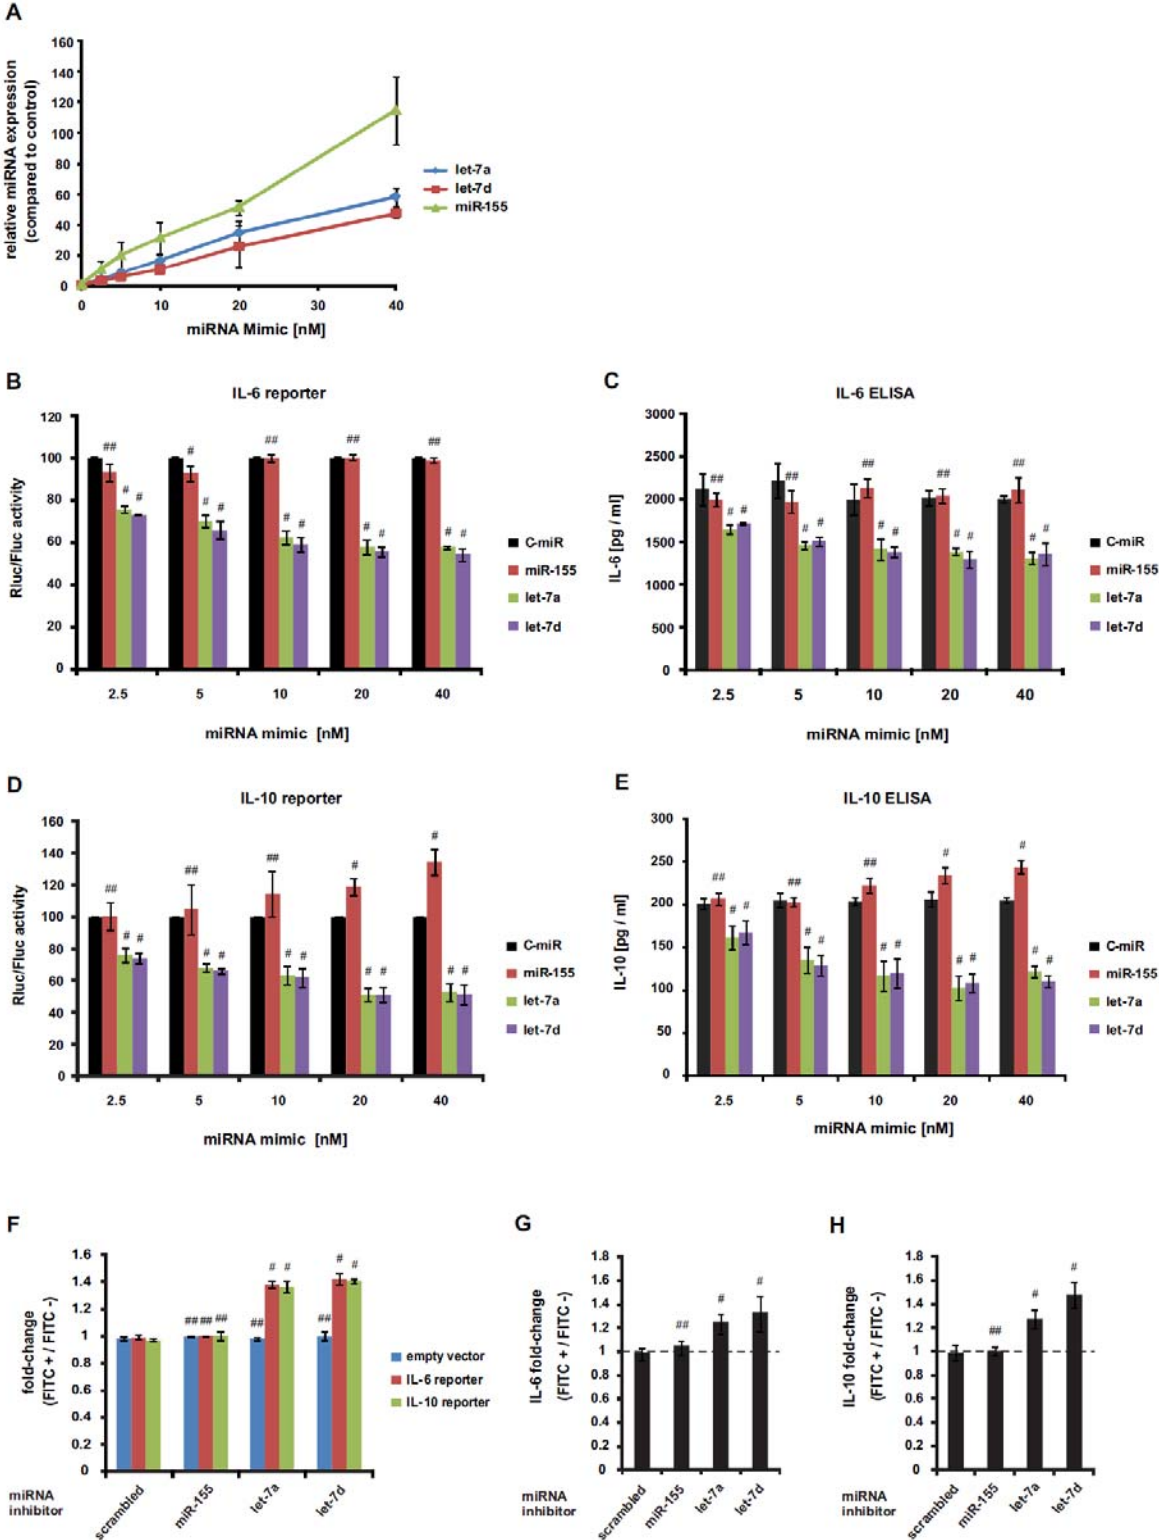 A
relative miRNA expression
(compared to control)
160
140
120
100
80
60
40
20
0
0 10 20 30 40
miRNA Mimic [nM]
let-7a
let-7d
miR-155
B
IL-6 reporter
Rluc/Fluc activity
120
100
80
60
40
20
0
## # # # # # ## # # ## # # ## # #
2.5 5 10 20 40
miRNA mimic [nM]
C-miR
miR-155
let-7a
let-7d
C
IL-6 ELISA
IL-6 [pg / ml]
3000
2500
2000
1500
1000
500
0
## # # ## # # ## # # ## # # ## # #
2.5 5 10 20 40
miRNA mimic [nM]
C-miR
miR-155
let-7a
let-7d
D
IL-10 reporter
Rluc/Fluc activity
160
140
120
100
80
60
40
20
0
## # # ## # # ## # # # # # # # #
2.5 5 10 20 40
miRNA mimic [nM]
C-miR
miR-155
let-7a
let-7d
E
IL-10 ELISA
IL-10 [pg / ml]
300
250
200
150
100
50
0
## # # ## # # ## # # # # # # # #
2.5 5 10 20 40
miRNA mimic [nM]
C-miR
miR-155
let-7a
let-7d
F
fold-change
(FITC + / FITC -)
1.6
1.4
1.2
1
0.8
0.6
0.4
0.2
0
## ## ## ## # # ## # #
miRNA
inhibitor
scrambled miR-155 let-7a let-7d
empty vector
IL-6 reporter
IL-10 reporter
G
IL-6 fold-change
(FITC + / FITC -)
1.8
1.6
1.4
1.2
1
0.8
0.6
0.4
0.2
0
## # #
miRNA
inhibitor
scrambled miR-155 let-7a let-7d
H
IL-10 fold-change
(FITC + / FITC -)
1.8
1.6
1.4
1.2
1
0.8
0.6
0.4
0.2
0
## # #
miRNA
inhibitor
scrambled miR-155 let-7a let-7d